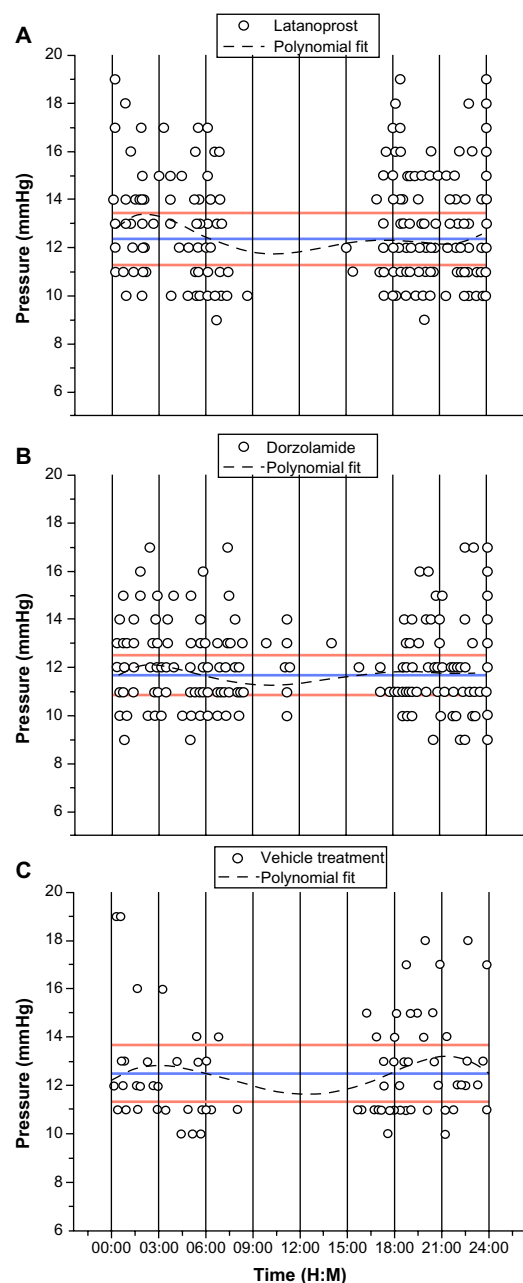 A
Latanoprost
Polynomial fit
20
18
16
14
12
10
8
6
Pressure (mmHg)
B
Dorzolamide
Polynomial fit
20
18
16
14
12
10
8
6
Pressure (mmHg)
C
Vehicle treatment
Polynomial fit
20
18
16
14
12
10
8
6
Pressure (mmHg)
00:00 03:00 06:00 09:00 12:00 15:00 18:00 21:00 24:00
Time (H:M)